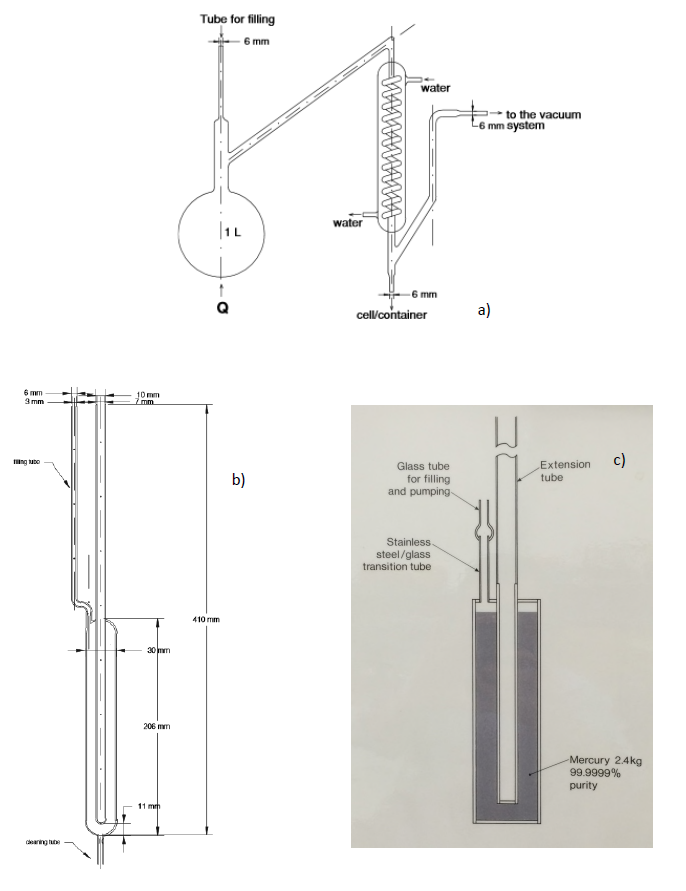 Tube for filling
6 mm
water
to the vacuum
6 mm system
1 L
water
Q
6 mm
cell/container
a)
6 mm
10 mm
3 mm
7 mm
filling tube
b)
410 mm
30 mm
206 mm
11 mm
cleaning tube
c)
Glass tube
for filling
and pumping
Extension
tube
Stainless
steel/glass
transition tube
Mercury 2.4kg
99.9999%
purity